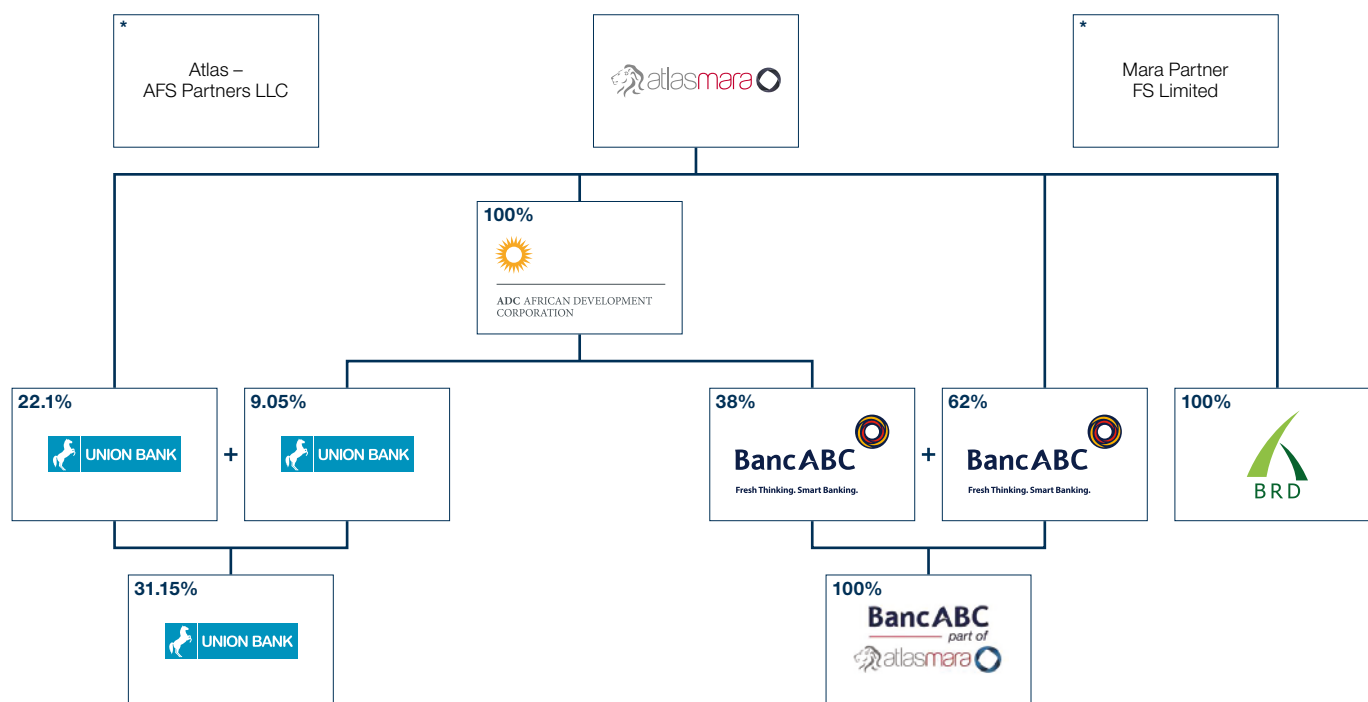 *
Atlas –
AFS Partners LLC
atlasmara
*
Mara Partner
FS Limited
100%
ADC AFRICAN DEVELOPMENT
CORPORATION
22.1%
UNION BANK
+
9.05%
UNION BANK
38%
BancABC
Fresh Thinking. Smart Banking.
+
62%
BancABC
Fresh Thinking. Smart Banking.
100%
BRD
31.15%
UNION BANK
100%
BancABC
part of
atlasmara